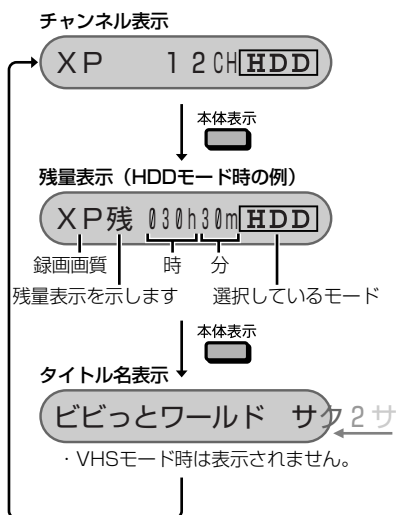 チャンネル表示
XP 12CH HDD
本体表示
残量表示（HDDモード時の例）
XP残 030h30m HDD
録画画質 時 分
残量表示を示します 選択しているモード
本体表示
タイトル名表示
ビビっとワールド サク2サ
・VHSモード時は表示されません。